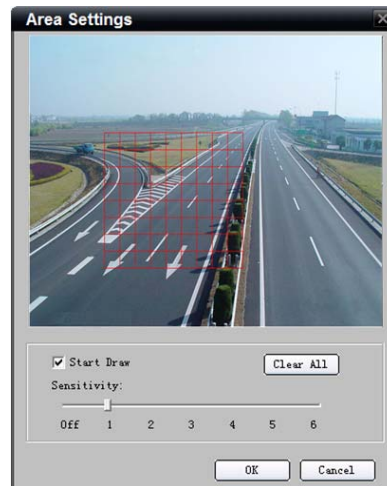 Area Settings
Start Draw
Clear All
Sensitivity:
Off 1 2 3 4 5 6
OK Cancel